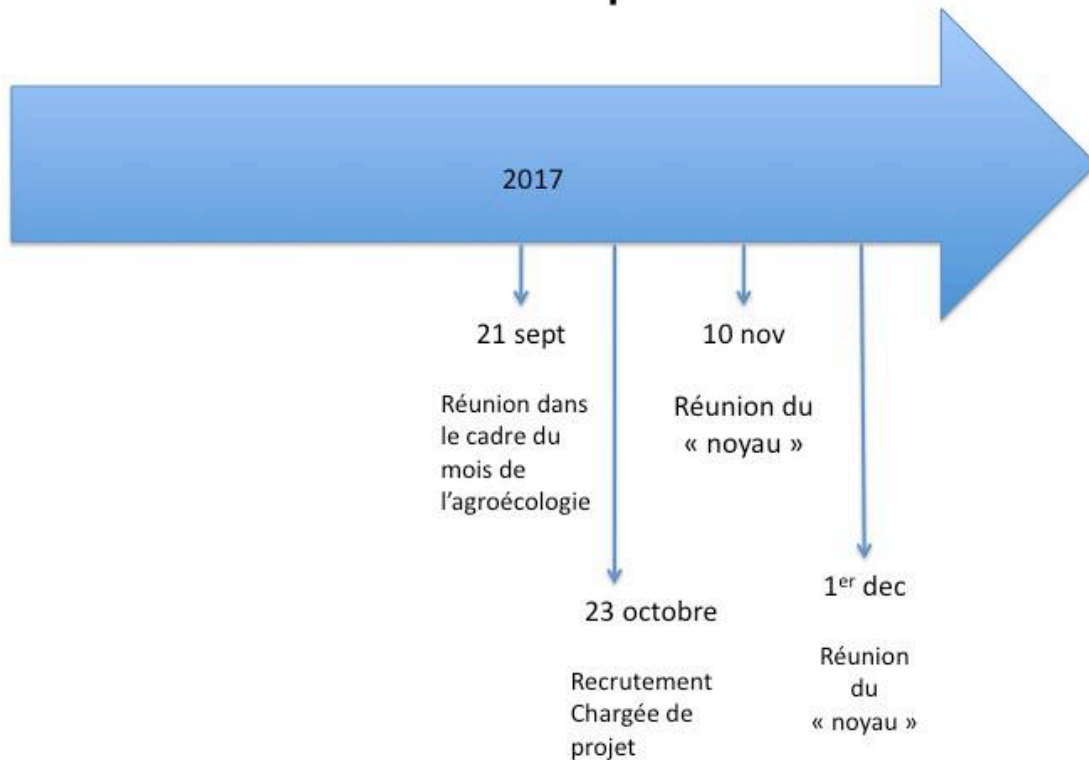 2017
21 sept
Réunion dans
le cadre du
mois de
l'agroécologie
23 octobre
Recrutement
Chargée de
projet
10 nov
Réunion du
« noyau »
1er dec
Réunion
du
« noyau »